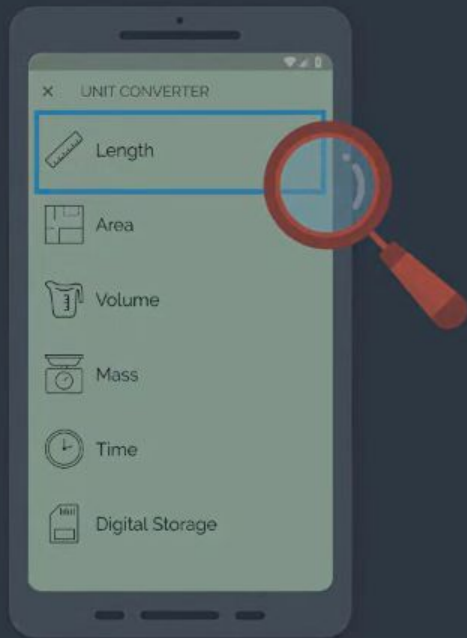 × UNIT CONVERTER
Length
Area
Volume
Mass
Time
Digital Storage